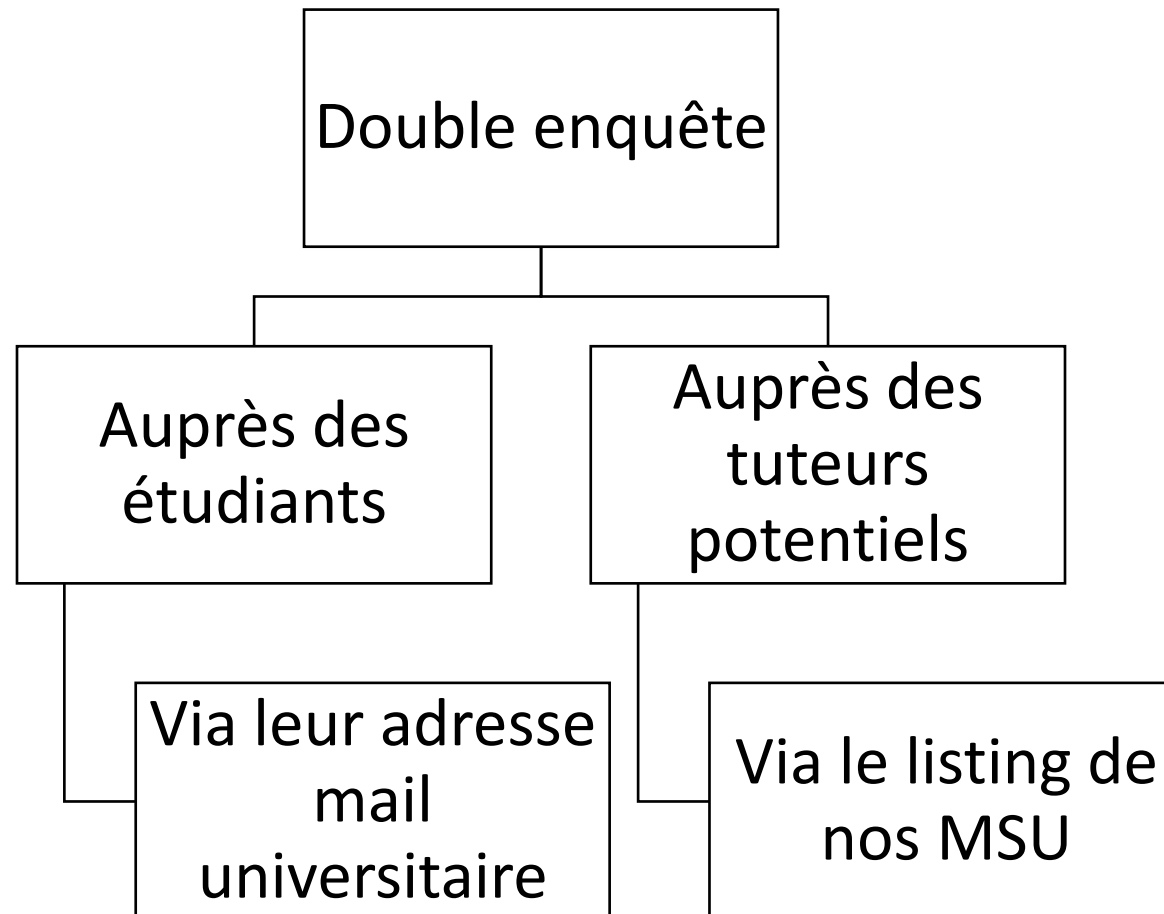 Double enquête
Auprès des
étudiants
Auprès des
tuteurs
potentiels
Via leur adresse
mail
universitaire
Via le listing de
nos MSU